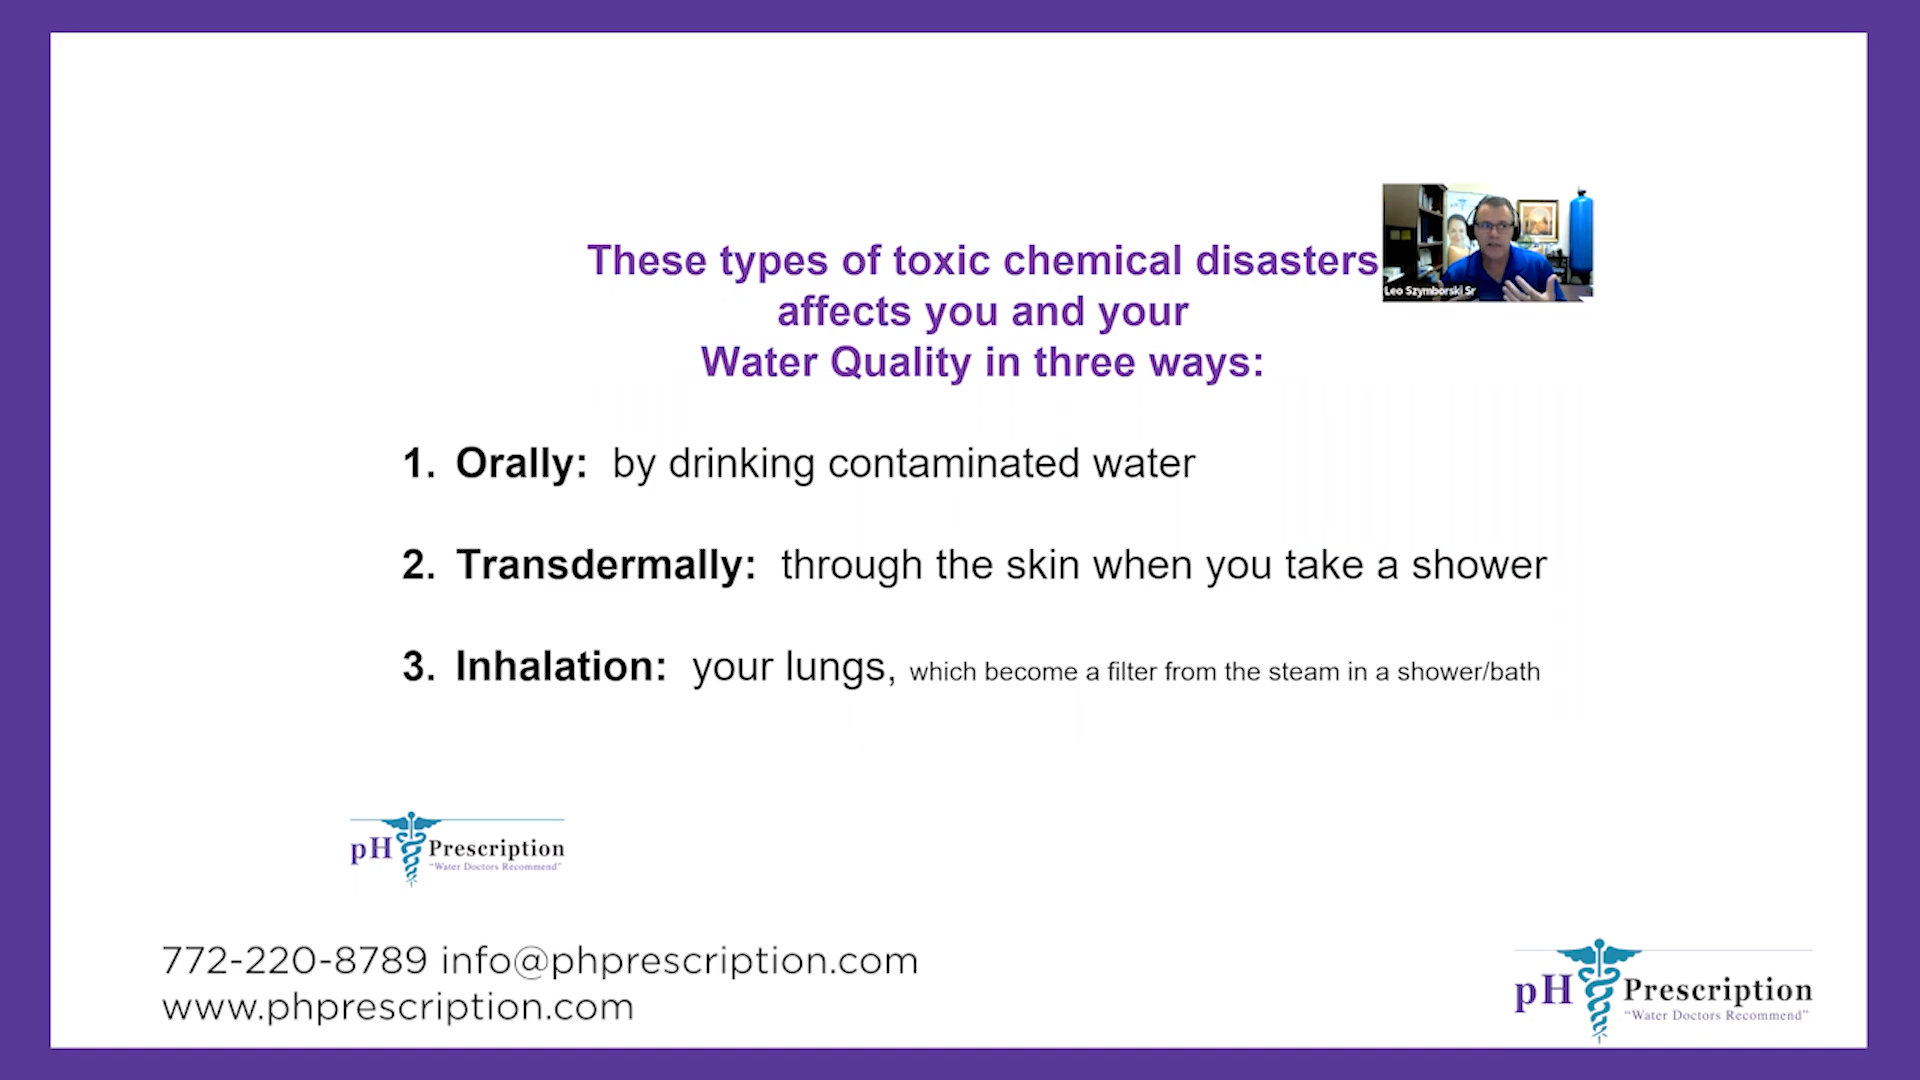 These types of toxic chemical disasters
affects you and your
Water Quality in three ways:
Leo Szymborski Sr
1. Orally: by drinking contaminated water
2. Transdermally: through the skin when you take a shower
3. Inhalation: your lungs, which become a filter from the steam in a shower/bath
pH Prescription
"Water Doctors Recommend"
772-220-8789 info@phprescription.com
www.phprescription.com
pH Prescription
"Water Doctors Recommend"